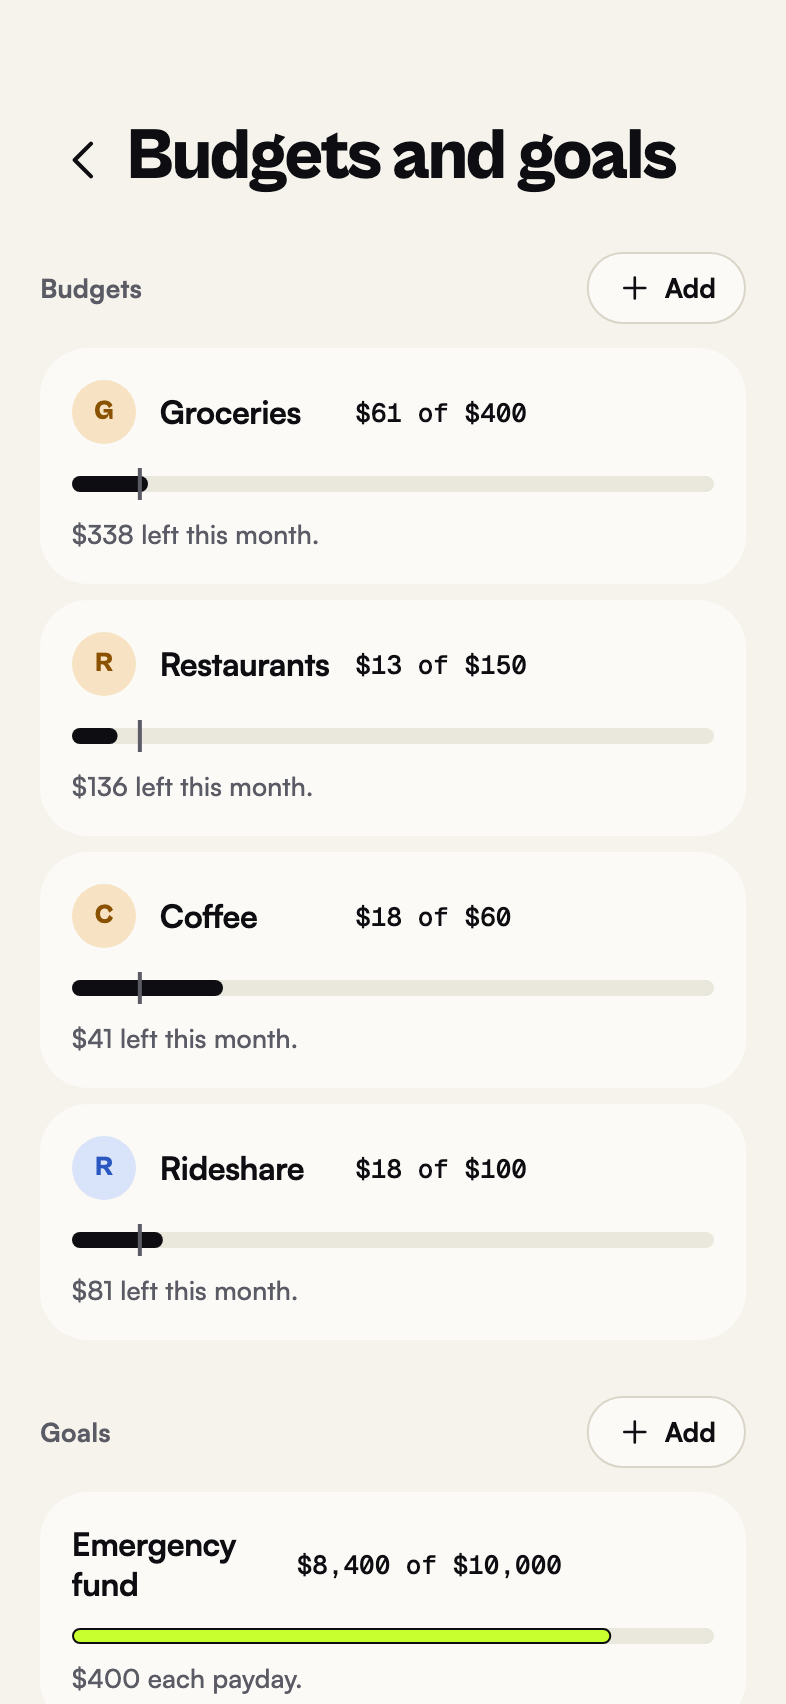 Budgets and goals
Budgets
Add
G Groceries $61 of $400
$338 left this month.
R Restaurants $13 of $150
$136 left this month.
C Coffee $18 of $60
$41 left this month.
R Rideshare $18 of $100
$81 left this month.
Goals
Add
Emergency
fund
$8,400 of $10,000
$400 each payday.